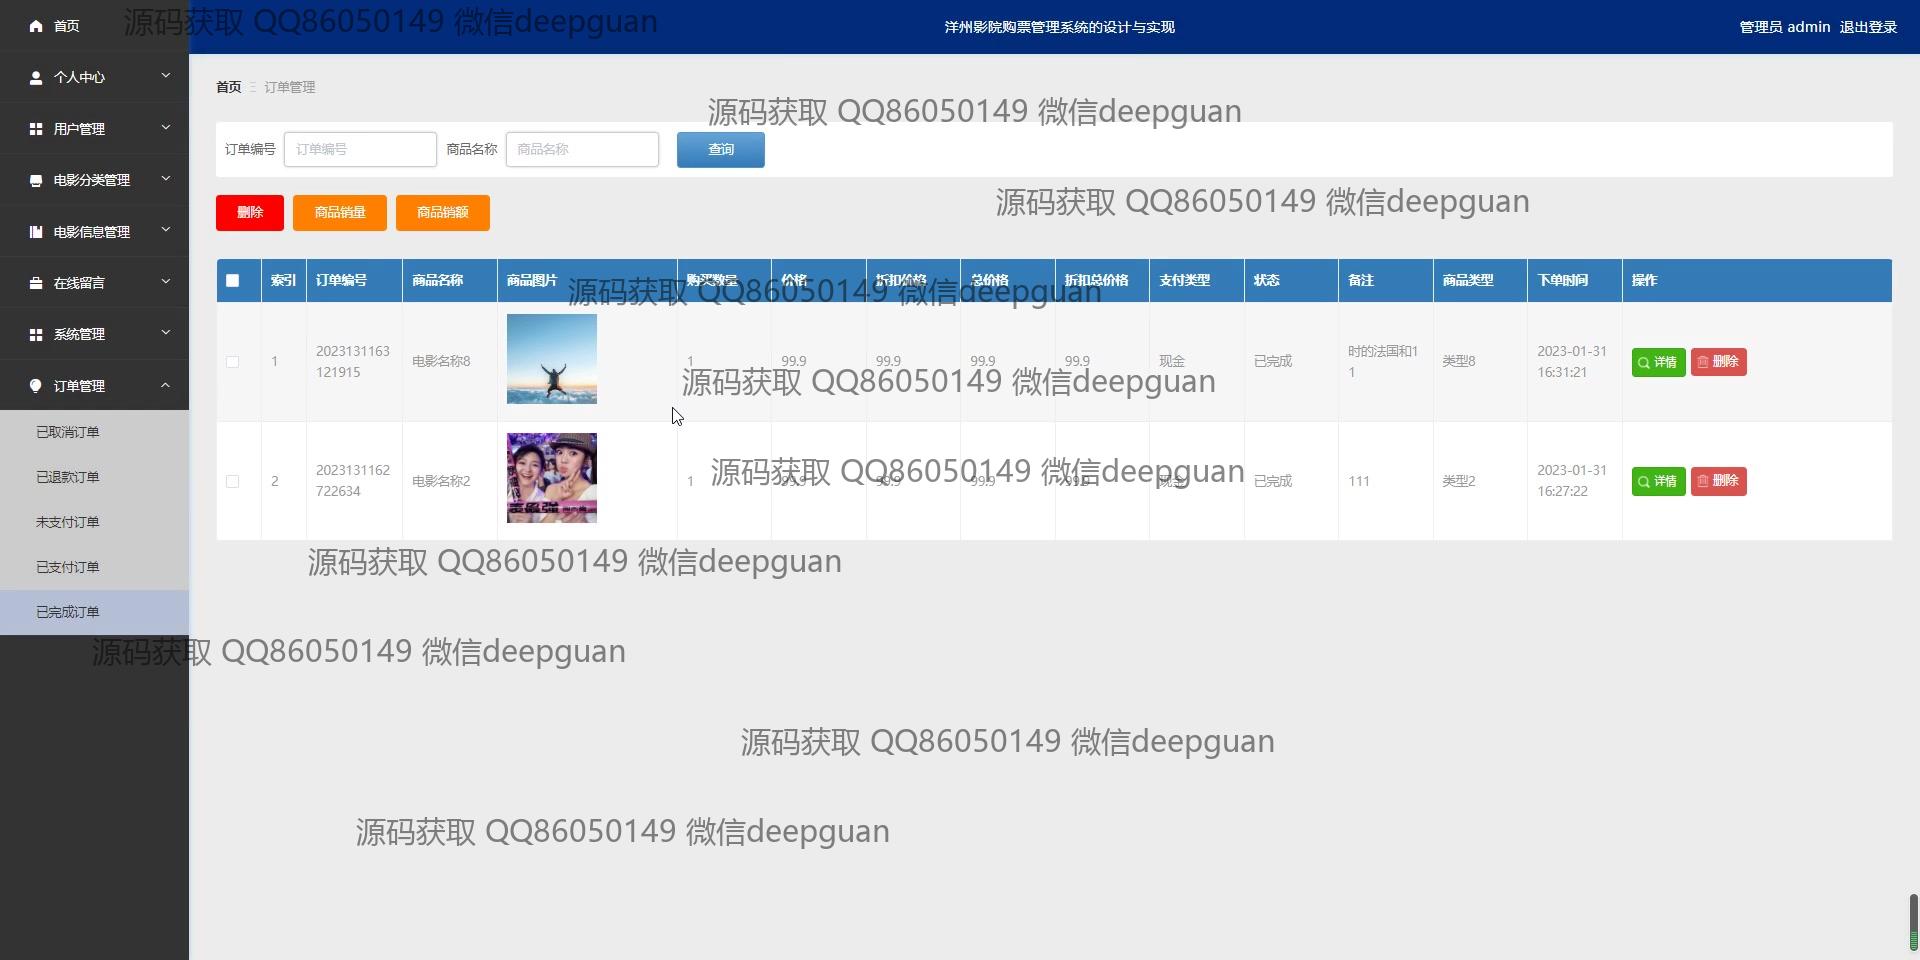 首页
源码获取 QQ86050149 微信deepguan
洋州影院购票管理系统的设计与实现
管理员 admin 退出登录
个人中心
用户管理
电影分类管理
电影信息管理
在线留言
系统管理
订单管理
已取消订单
已退款订单
未支付订单
已支付订单
已完成订单
首页 订单管理
源码获取 QQ86050149 微信deepguan
订单编号 订单编号 商品名称 商品名称 查询
源码获取 QQ86050149 微信deepguan
删除 商品销量 商品销额
索引 订单编号 商品名称 商品图片 购买数量 价格 折扣价格 总价格 折扣总价格 支付类型 状态 备注 商品类型 下单时间 操作
源码获取 QQ86050149 微信deepguan
1 2023131163121915 电影名称8 1 99.9 99.9 99.9 99.9 现金 已完成 时的法国和11 类型8 2023-01-31 16:31:21 详情 删除
源码获取 QQ86050149 微信deepguan
2 2023131162722634 电影名称2 1 99.9 99.9 99.9 99.9 现金 已完成 111 类型2 2023-01-31 16:27:22 详情 删除
源码获取 QQ86050149 微信deepguan
源码获取 QQ86050149 微信deepguan
源码获取 QQ86050149 微信deepguan
源码获取 QQ86050149 微信deepguan
源码获取 QQ86050149 微信deepguan